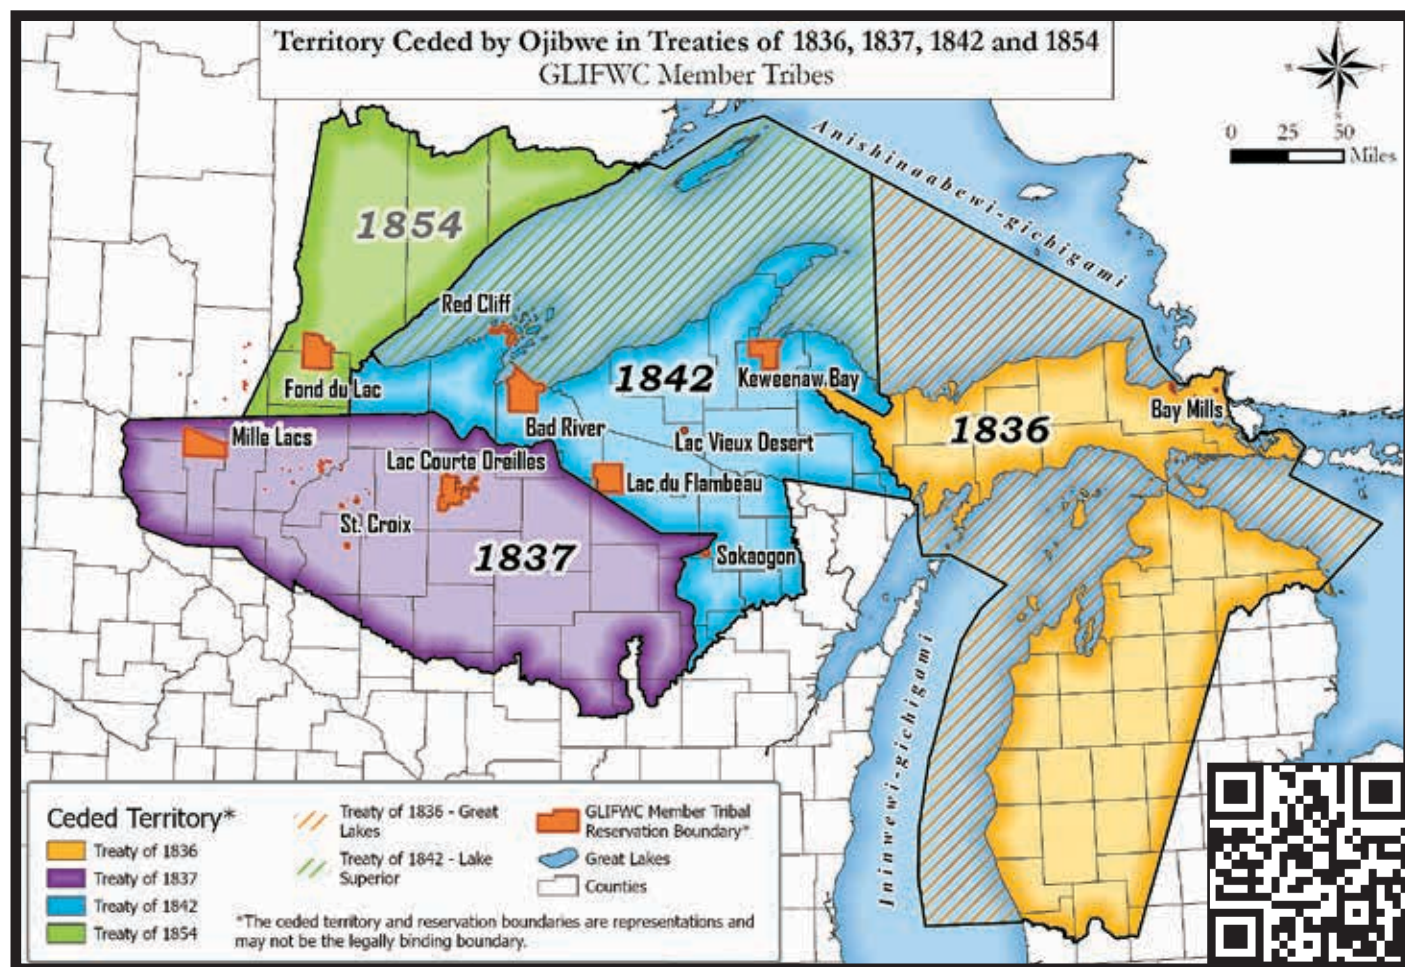 Territory Ceded by Ojibwe in Treaties of 1836, 1837, 1842 and 1854
GLIFWC Member Tribes
0 25 50
Miles
Anishinaabewi-gichigami
1854
Red Cliff
Fond du Lac
1842
Keweenaw Bay
1836
Bay Mills
Bad River
Mille Lacs
Lac Vieux Desert
Lac Courte Oreilles
Lac du Flambeau
St. Croix
1837
Sokaogon
Ininwewi-gichigami
Ceded Territory*
Treaty of 1836
Treaty of 1837
Treaty of 1842
Treaty of 1854
Treaty of 1836 - Great
Lakes
Treaty of 1842 - Lake
Superior
GLIFWC Member Tribal
Reservation Boundary*
Great Lakes
Counties
*The ceded territory and reservation boundaries are representations and
may not be the legally binding boundary.